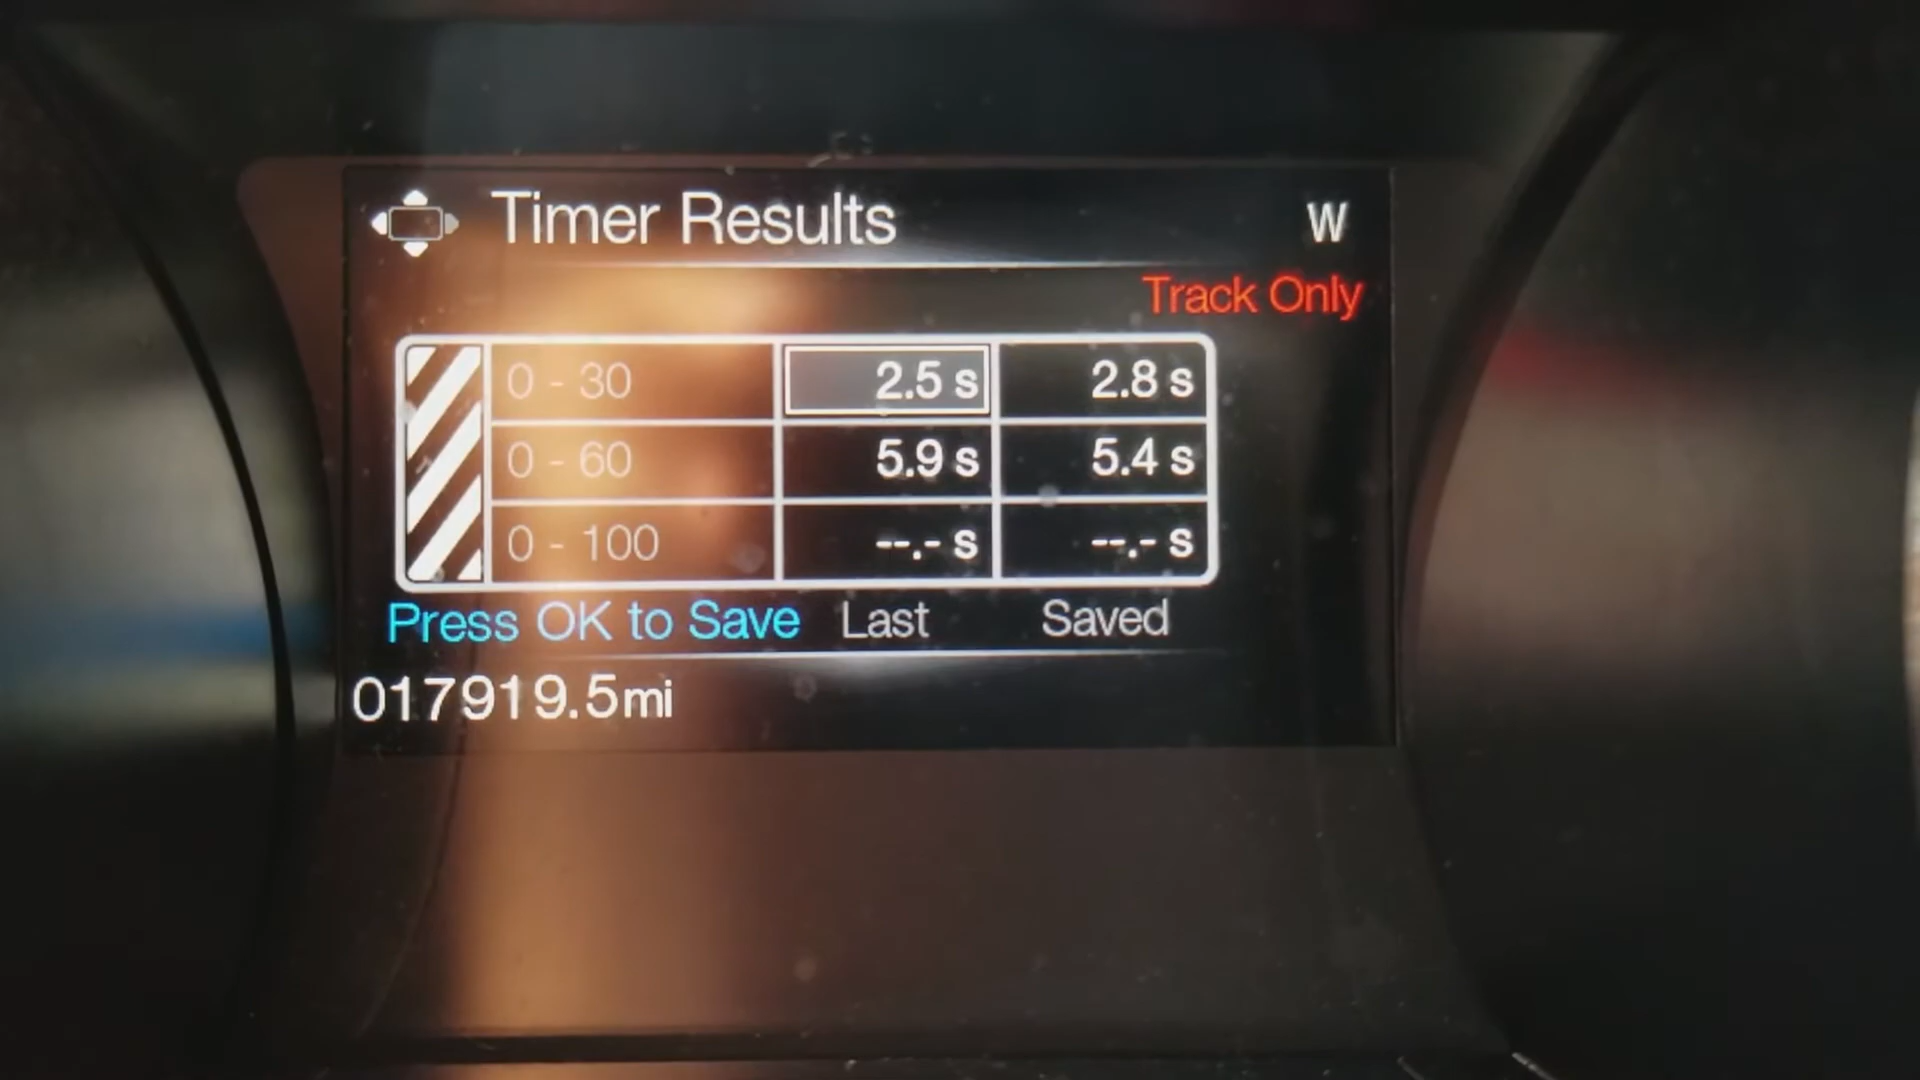 Timer Results W
Track Only
0 - 30 2.5 s 2.8 s
0 - 60 5.9 s 5.4 s
0 - 100 --.- s --.- s
Press OK to Save Last Saved
017919.5mi